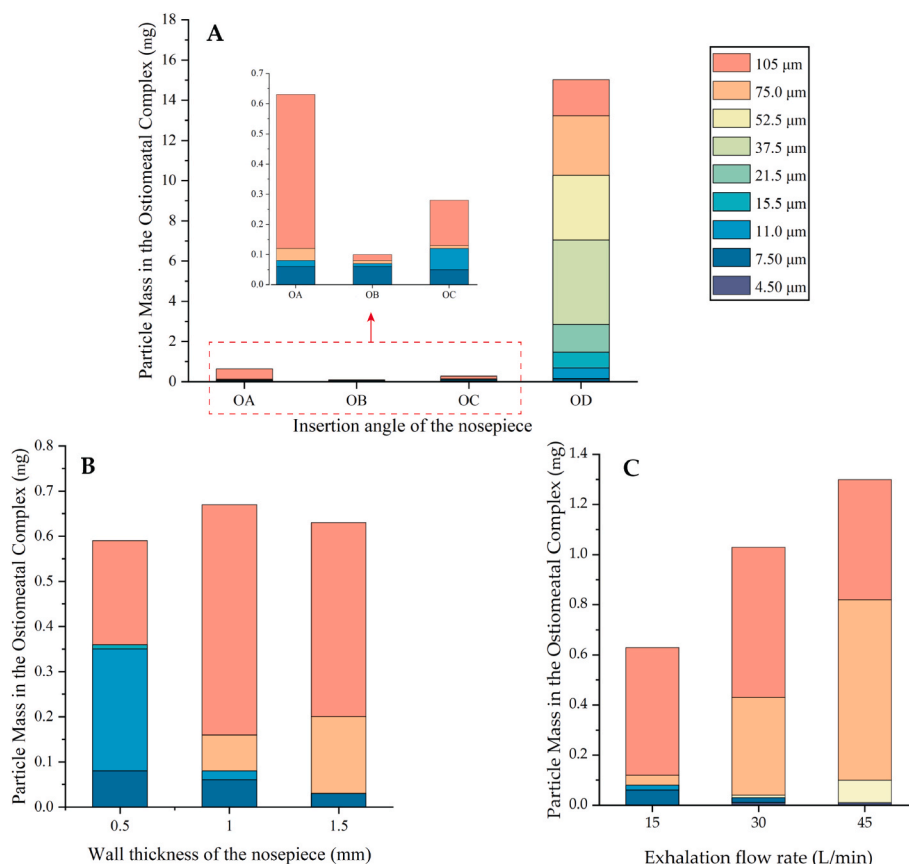 A
Particle Mass in the Ostiomeatal Complex (mg)
18
16
14
12
10
8
6
4
2
0
0.7
0.6
0.5
0.4
0.3
0.2
0.1
0.0
OA
OB
OC
OA
OB
OC
OD
Insertion angle of the nosepiece
105 μm
75.0 μm
52.5 μm
37.5 μm
21.5 μm
15.5 μm
11.0 μm
7.50 μm
4.50 μm
B
Particle Mass in the Ostiomeatal Complex (mg)
0.8
0.7
0.6
0.5
0.4
0.3
0.2
0.1
0.0
0.5
1
1.5
Wall thickness of the nosepiece (mm)
C
Particle Mass in the Ostiomeatal Complex (mg)
1.4
1.2
1.0
0.8
0.6
0.4
0.2
0.0
15
30
45
Exhalation flow rate (L/min)